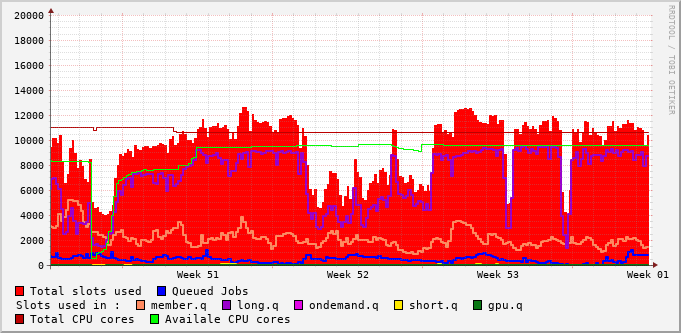 20000
18000
16000
14000
12000
10000
8000
6000
4000
2000
0
RRDTOOL / TOBI OETIKER
Week 51 Week 52 Week 53 Week 01
Total slots used Queued Jobs
Slots used in : member.q long.q ondemand.q short.q gpu.q
Total CPU cores Availale CPU cores